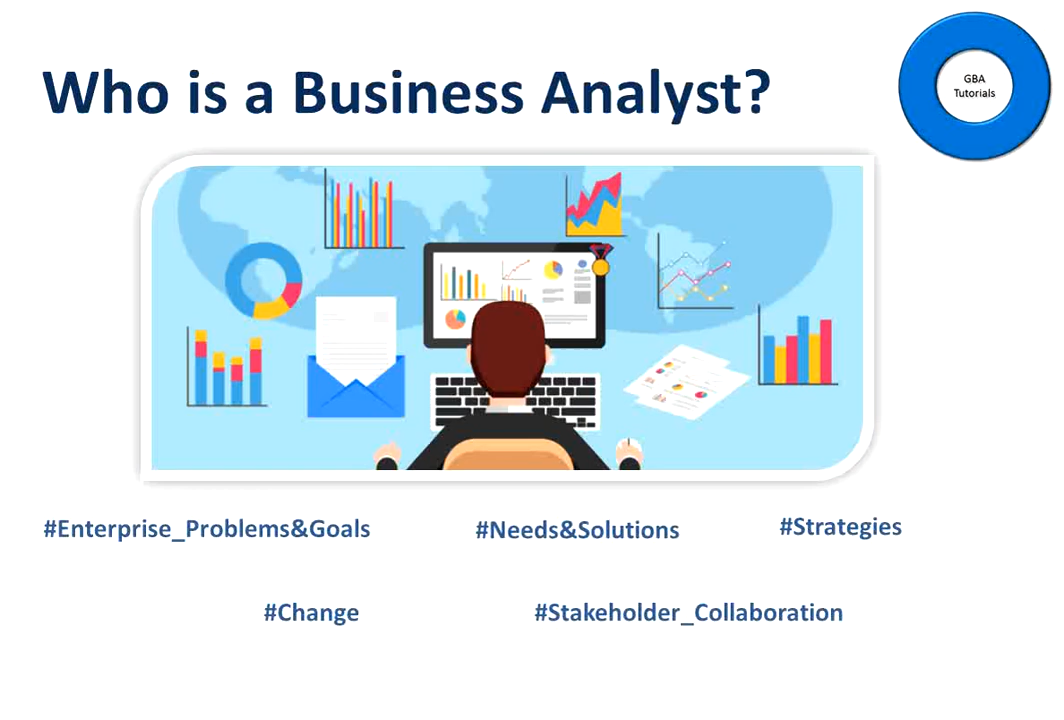 Who is a Business Analyst?
GBA
Tutorials
#Enterprise_Problems&Goals
#Needs&Solutions
#Strategies
#Change
#Stakeholder_Collaboration